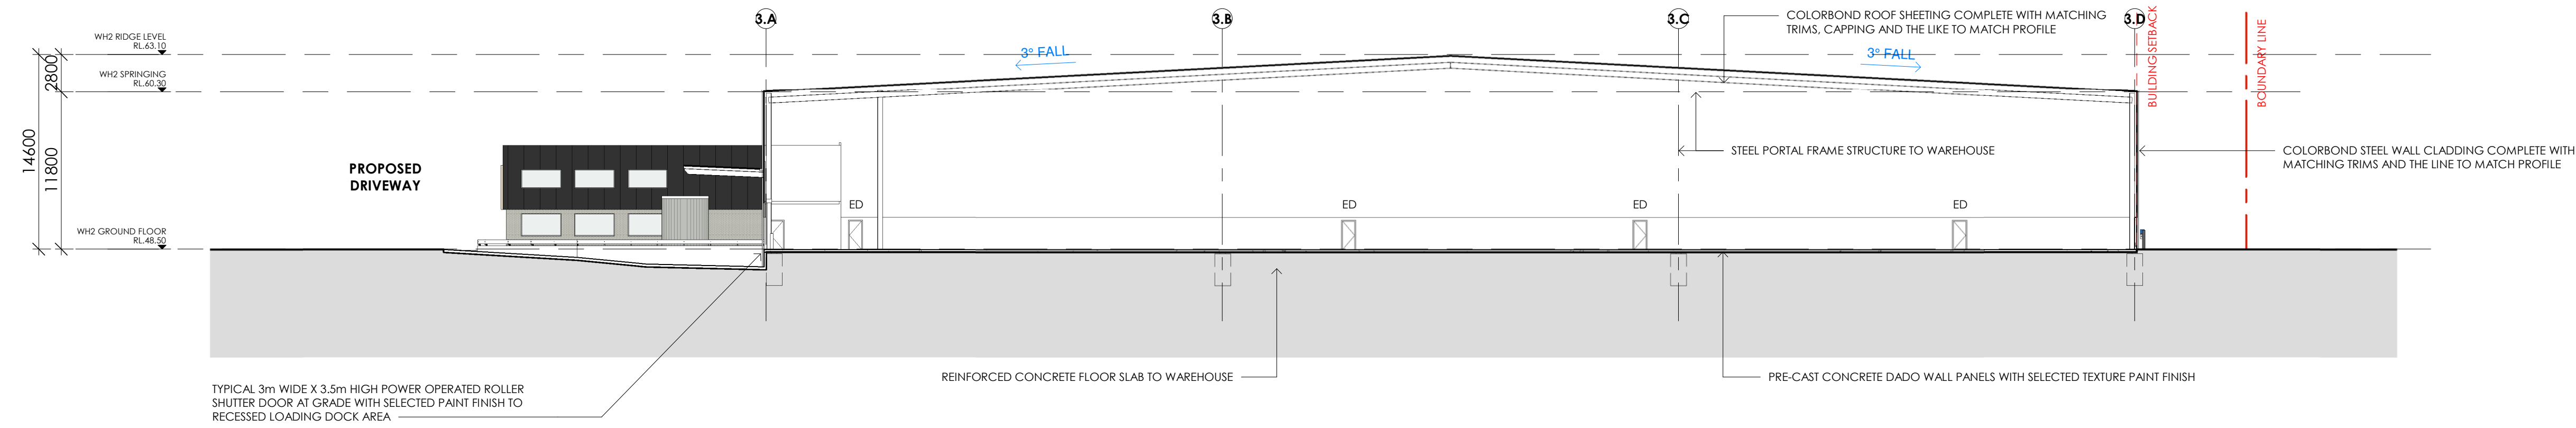 3.A
3.B
3.C
3.D
COLORBOND ROOF SHEETING COMPLETE WITH MATCHING
TRIMS, CAPPING AND THE LIKE TO MATCH PROFILE
BUILDING SETBACK
BOUNDARY LINE
WH2 RIDGE LEVEL
RL.63.10
3° FALL
3° FALL
2800
WH2 SPRINGING
RL.60.30
14600
11800
PROPOSED
DRIVEWAY
STEEL PORTAL FRAME STRUCTURE TO WAREHOUSE
COLORBOND STEEL WALL CLADDING COMPLETE WITH
MATCHING TRIMS AND THE LINE TO MATCH PROFILE
ED
ED
ED
ED
WH2 GROUND FLOOR
RL.48.50
TYPICAL 3m WIDE X 3.5m HIGH POWER OPERATED ROLLER
SHUTTER DOOR AT GRADE WITH SELECTED PAINT FINISH TO
RECESSED LOADING DOCK AREA
REINFORCED CONCRETE FLOOR SLAB TO WAREHOUSE
PRE-CAST CONCRETE DADO WALL PANELS WITH SELECTED TEXTURE PAINT FINISH